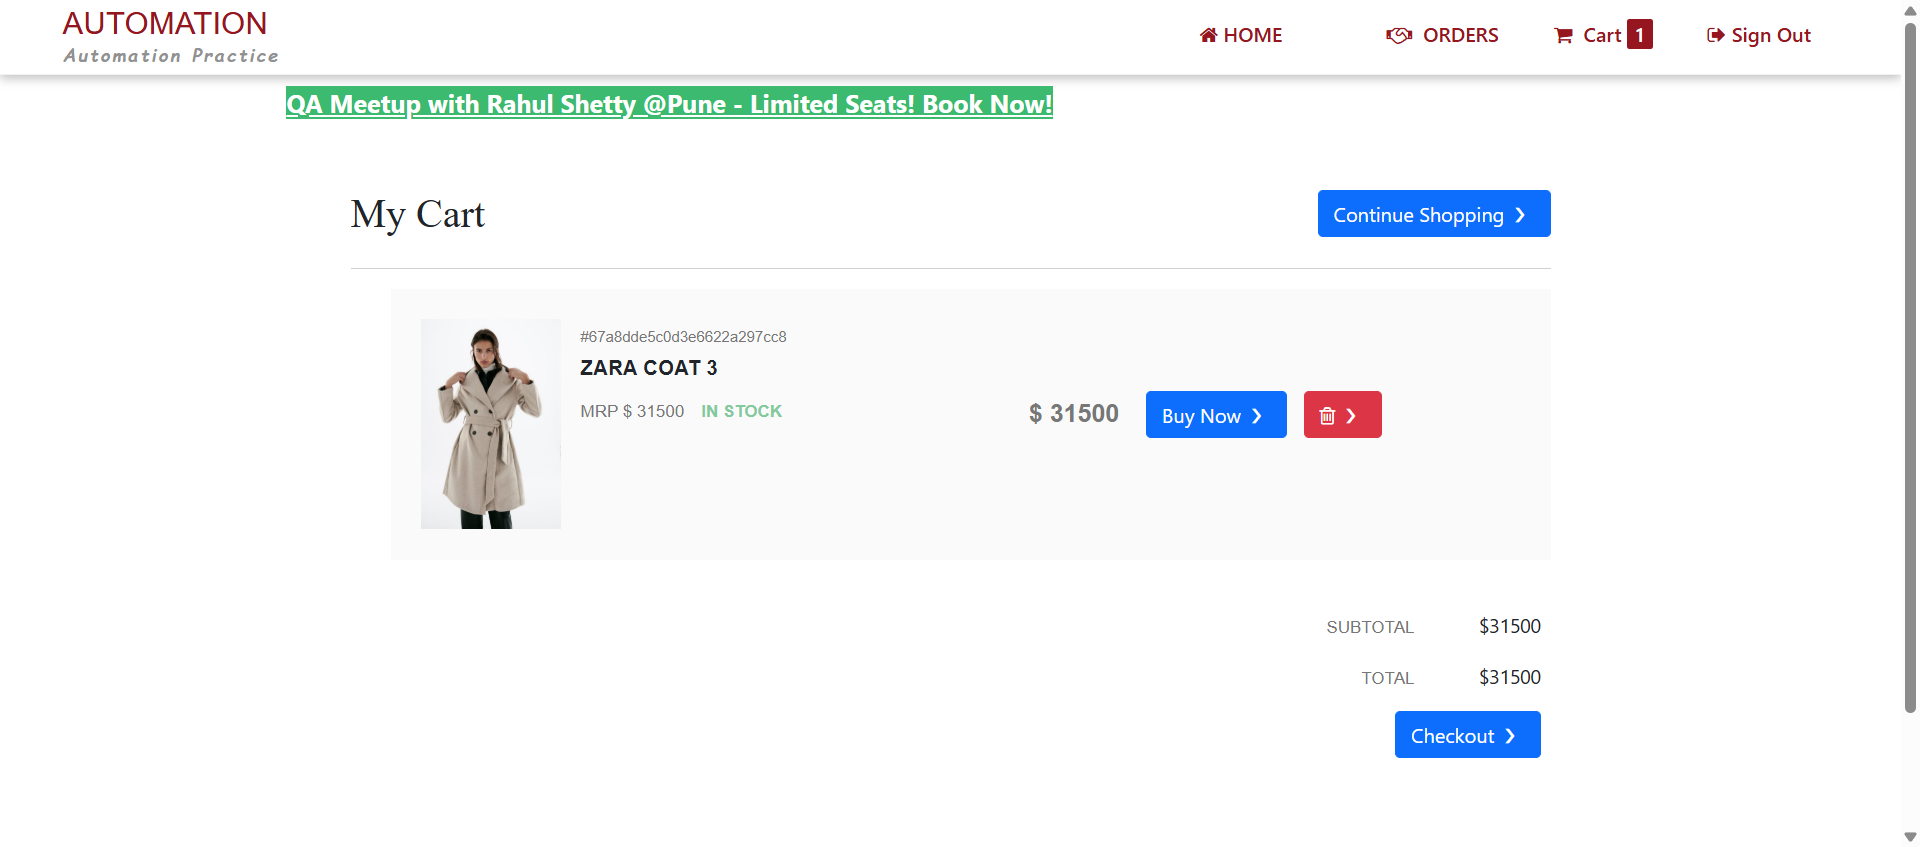 AUTOMATION
Automation Practice
HOME
ORDERS
Cart 1
Sign Out
QA Meetup with Rahul Shetty @Pune - Limited Seats! Book Now!
My Cart
Continue Shopping ❯
#67a8dde5c0d3e6622a297cc8
ZARA COAT 3
MRP $ 31500 IN STOCK
$ 31500
Buy Now ❯
❯
SUBTOTAL $31500
TOTAL $31500
Checkout ❯